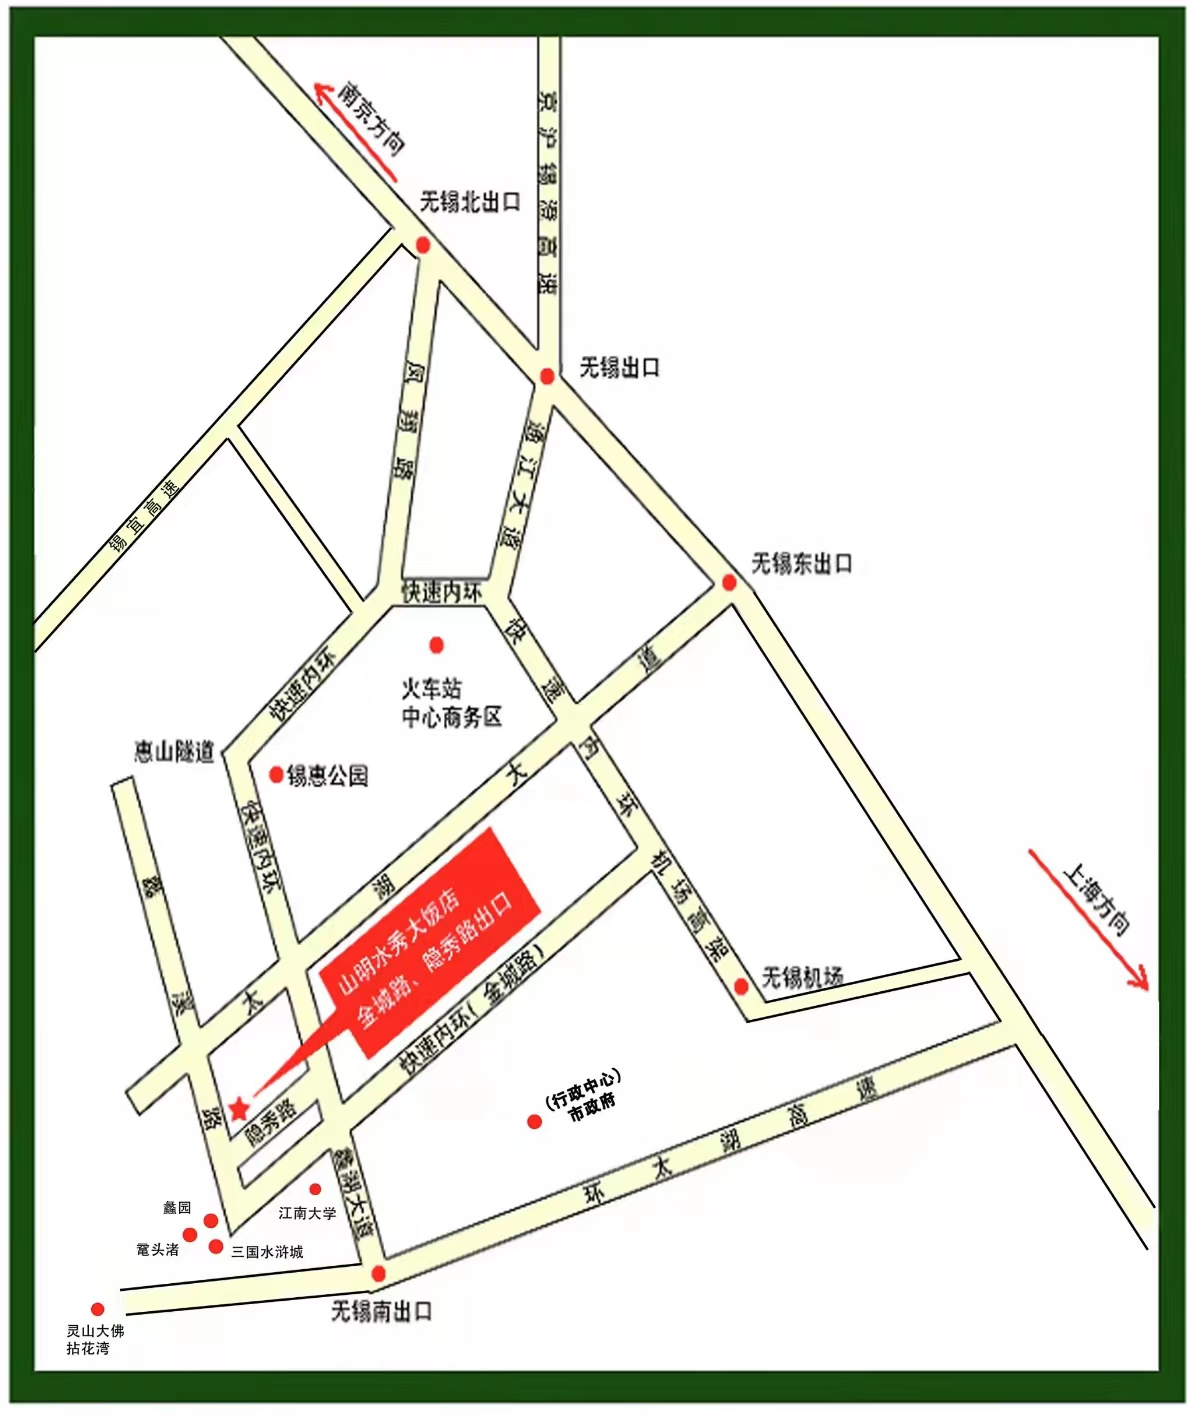 南京方向
京沪锡澄高速
无锡北出口
无锡出口
凤翔路
通江大道
锡宜高速
无锡东出口
快速内环
快速内环
快速内环
火车站
中心商务区
惠山隧道
锡惠公园
快速内环
太湖大道
蠡溪路
山明水秀大饭店
金城路、隐秀路出口
机场高架
上海方向
快速内环(金城路)
无锡机场
(行政中心)
市政府
隐秀路
环太湖高速
蠡湖大道
江南大学
蠡园
鼋头渚
三国水浒城
无锡南出口
灵山大佛
拈花湾